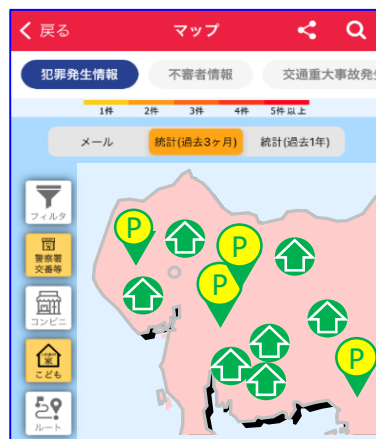 戻る
マップ
犯罪発生情報
不審者情報
交通重大事故発
1件
2件
3件
4件
5件以上
メール
統計(過去3ヶ月)
統計(過去1年)
フィルタ
警察署
交番等
コンビニ
こども
ルート
P
P
P
P